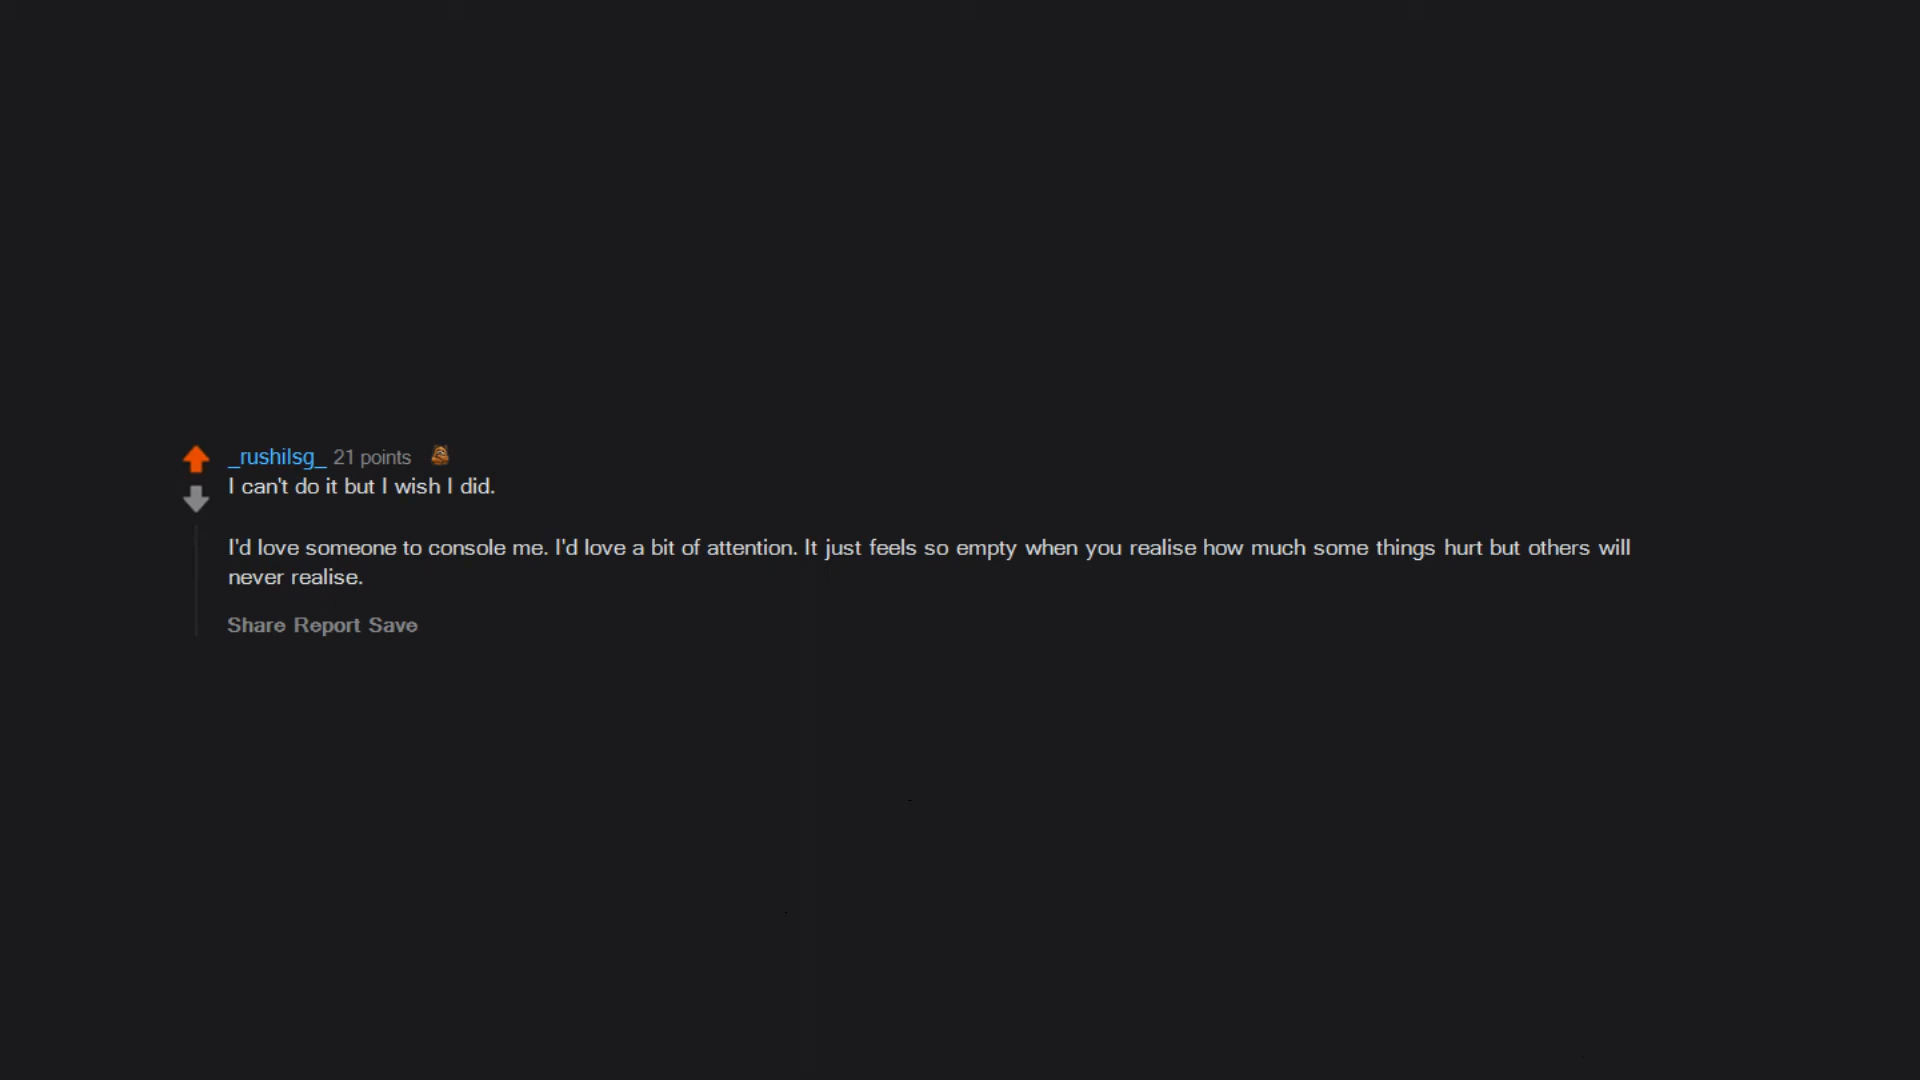 _rushilsg_ 21 points
I can't do it but I wish I did.
I'd love someone to console me. I'd love a bit of attention. It just feels so empty when you realise how much some things hurt but others will
never realise.
Share Report Save